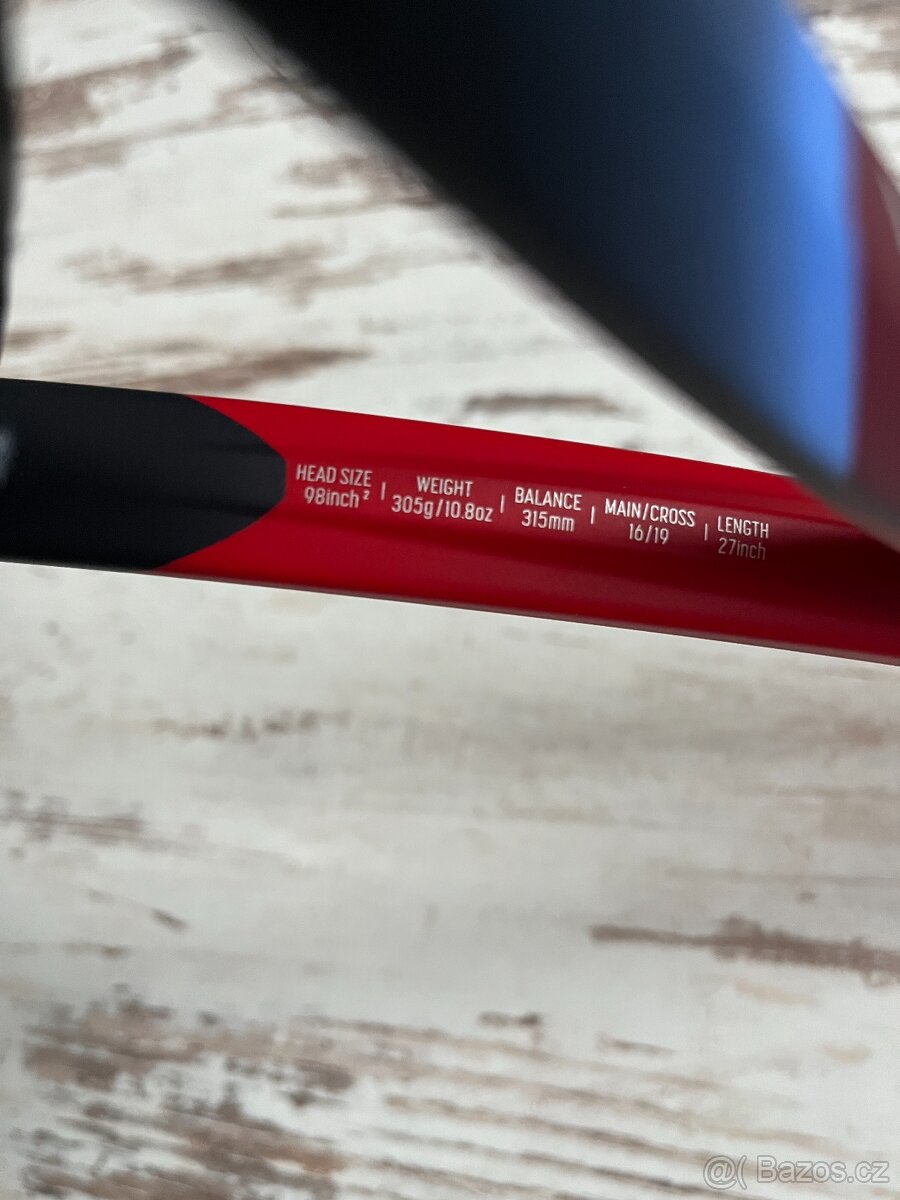 HEAD SIZE
98inch²
WEIGHT
305g/10.8oz
BALANCE
315mm
MAIN/CROSS
16/19
LENGTH
27inch
@( Bazos.cz